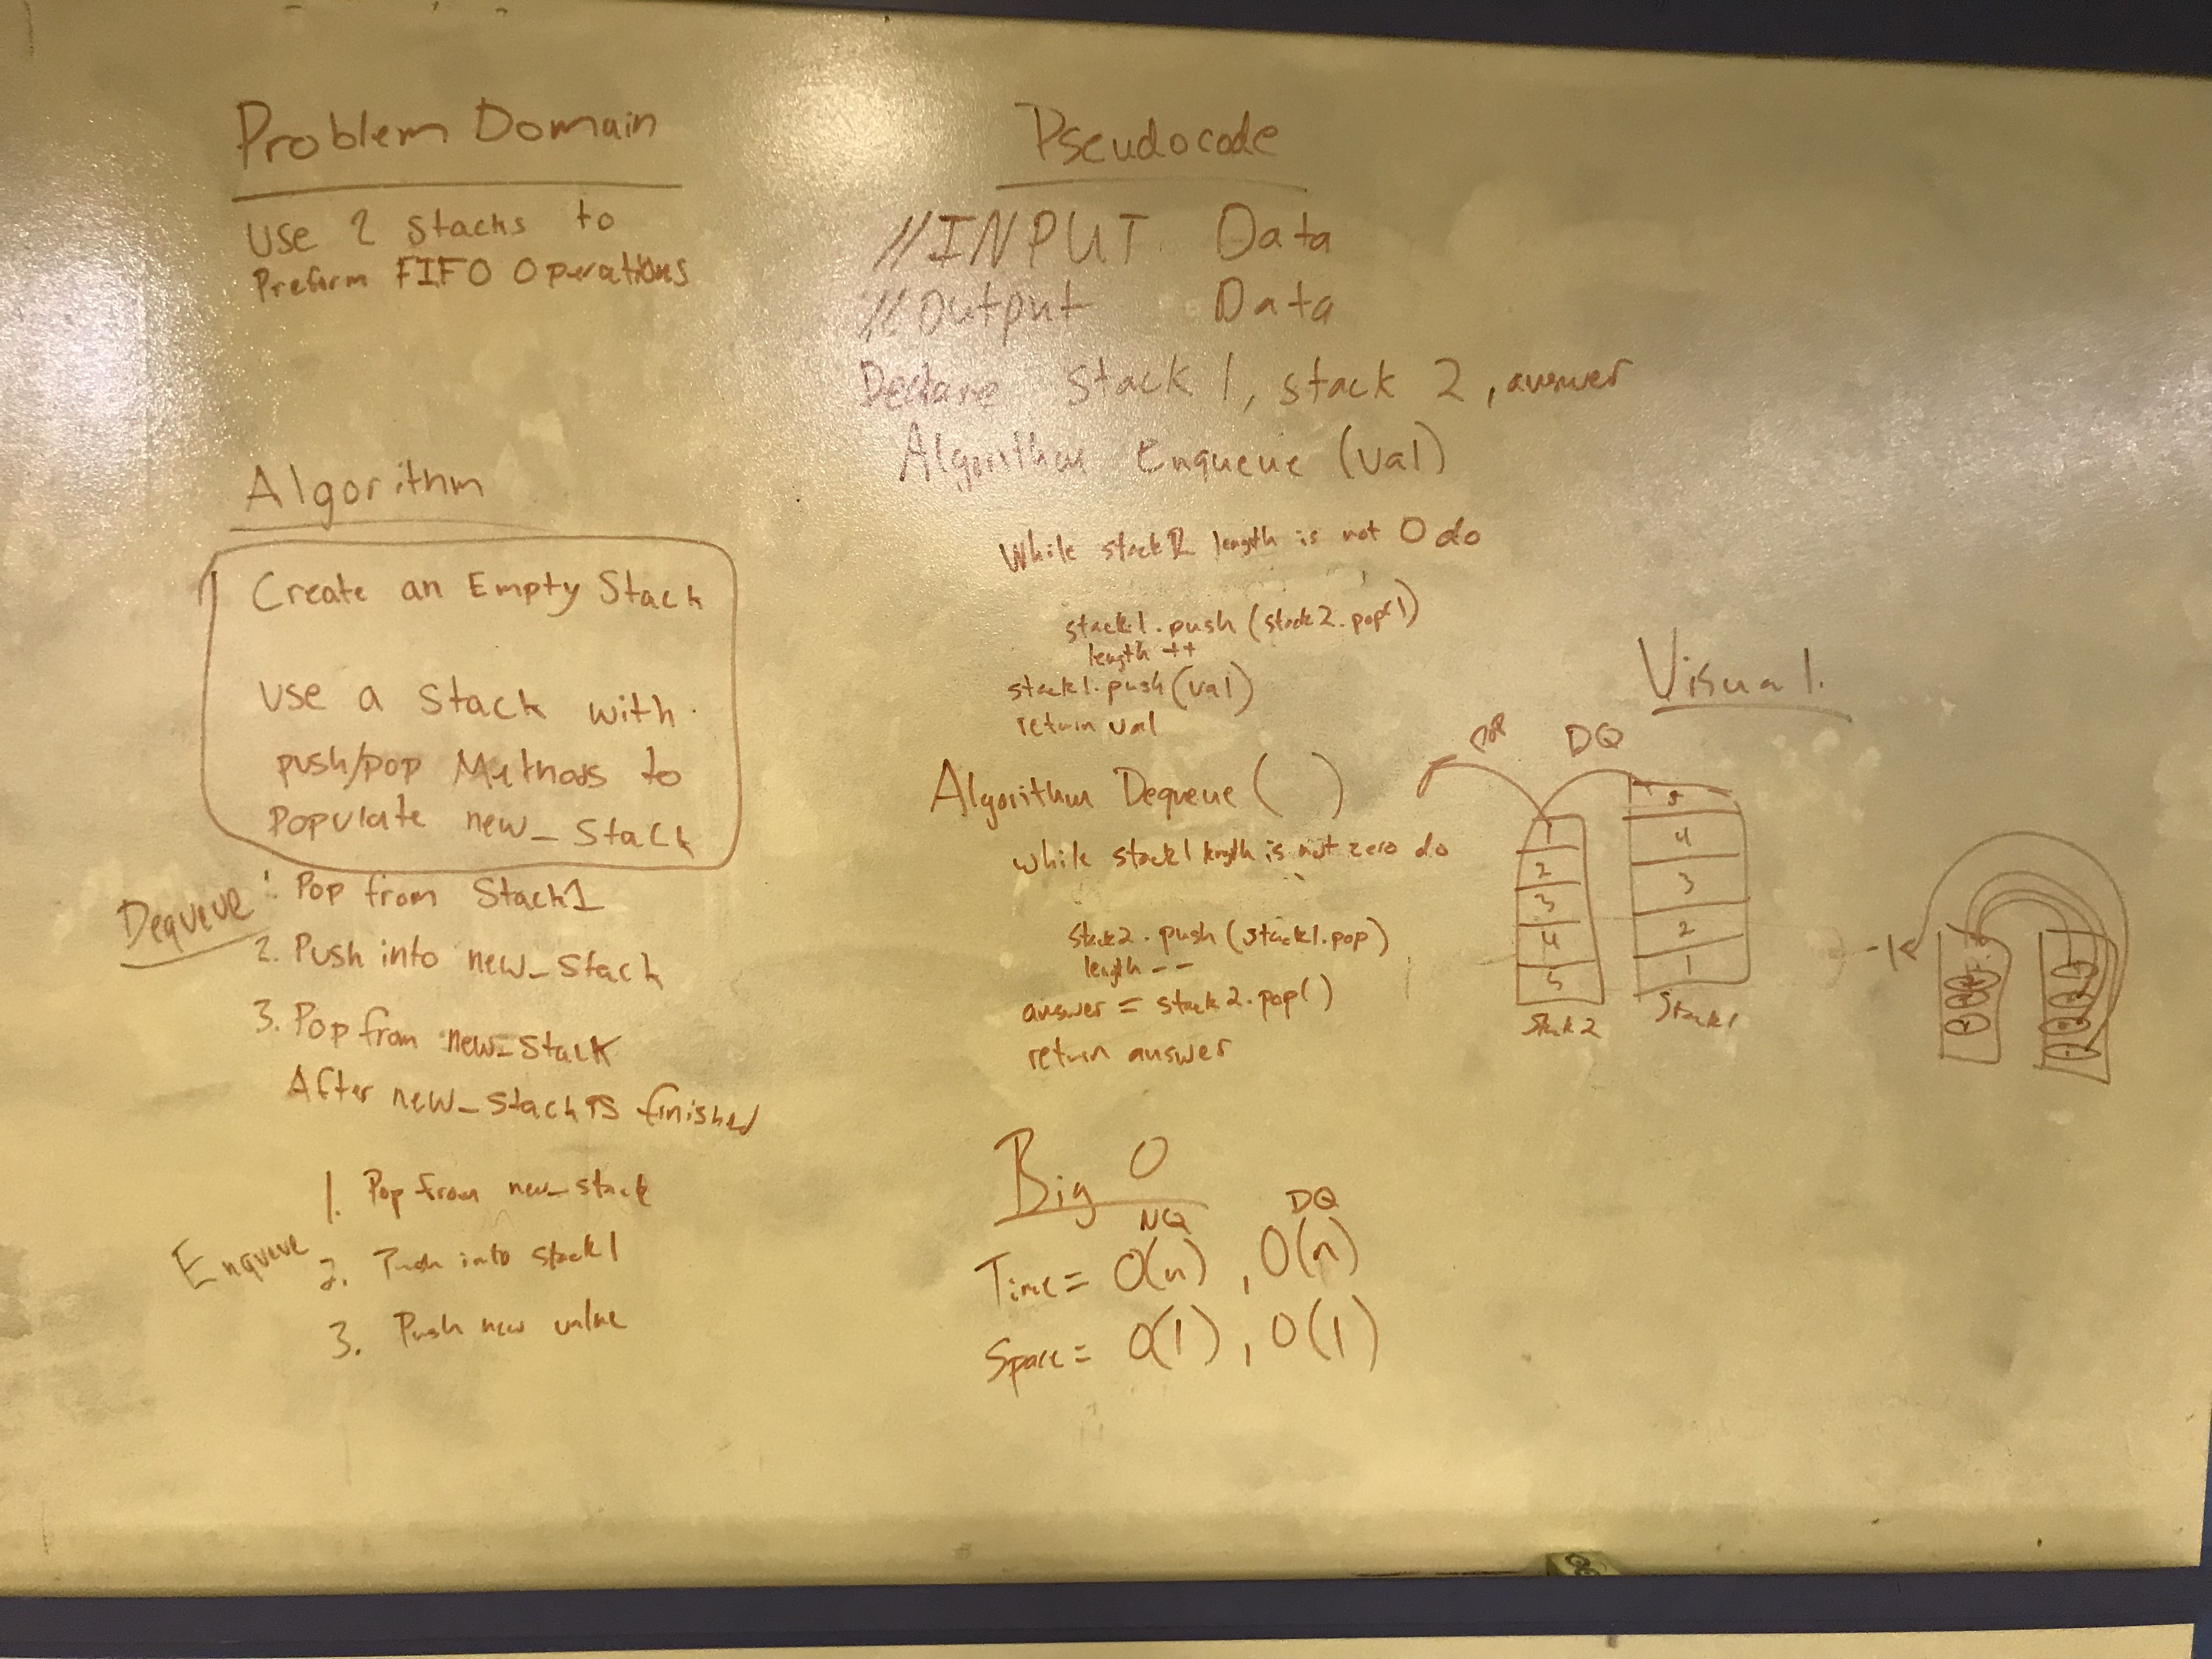 Problem Domain
Use 2 stacks to
Preform FIFO Operations
Algorithm
Create an Empty Stack
Use a Stack with
push/pop Methods to
Populate new_Stack
Dequeue
1. Pop from Stack1
2. Push into new_Stack
3. Pop from new_Stack
After new_Stack is finished
Enqueue
1. Pop from new_stack
2. Push into stack1
3. Push new value
Pseudocode
//INPUT Data
//Output Data
Declare Stack 1, stack 2, answer
Algorithm Enqueue (val)
While stack2 length is not 0 do
stack1.push (stack2.pop())
length ++
stack1.push (val)
return val
Algorithm Dequeue ( )
while stack1 length is not zero do
stack2.push (stack1.pop)
length --
answer = stack2.pop()
return answer
Big O
NQ DQ
Time = O(n), O(n)
Space = O(1), O(1)
Visual
POP DQ
1
2
3
4
5
Stack2
5
4
3
2
1
Stack1